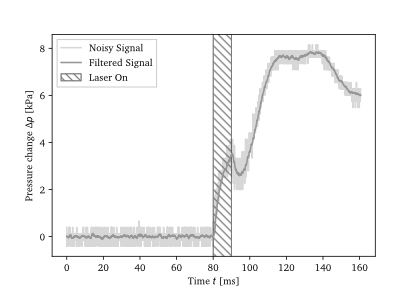 Noisy Signal
Filtered Signal
Laser On
Pressure change Δp [kPa]
8
6
4
2
0
0 20 40 60 80 100 120 140 160
Time t [ms]